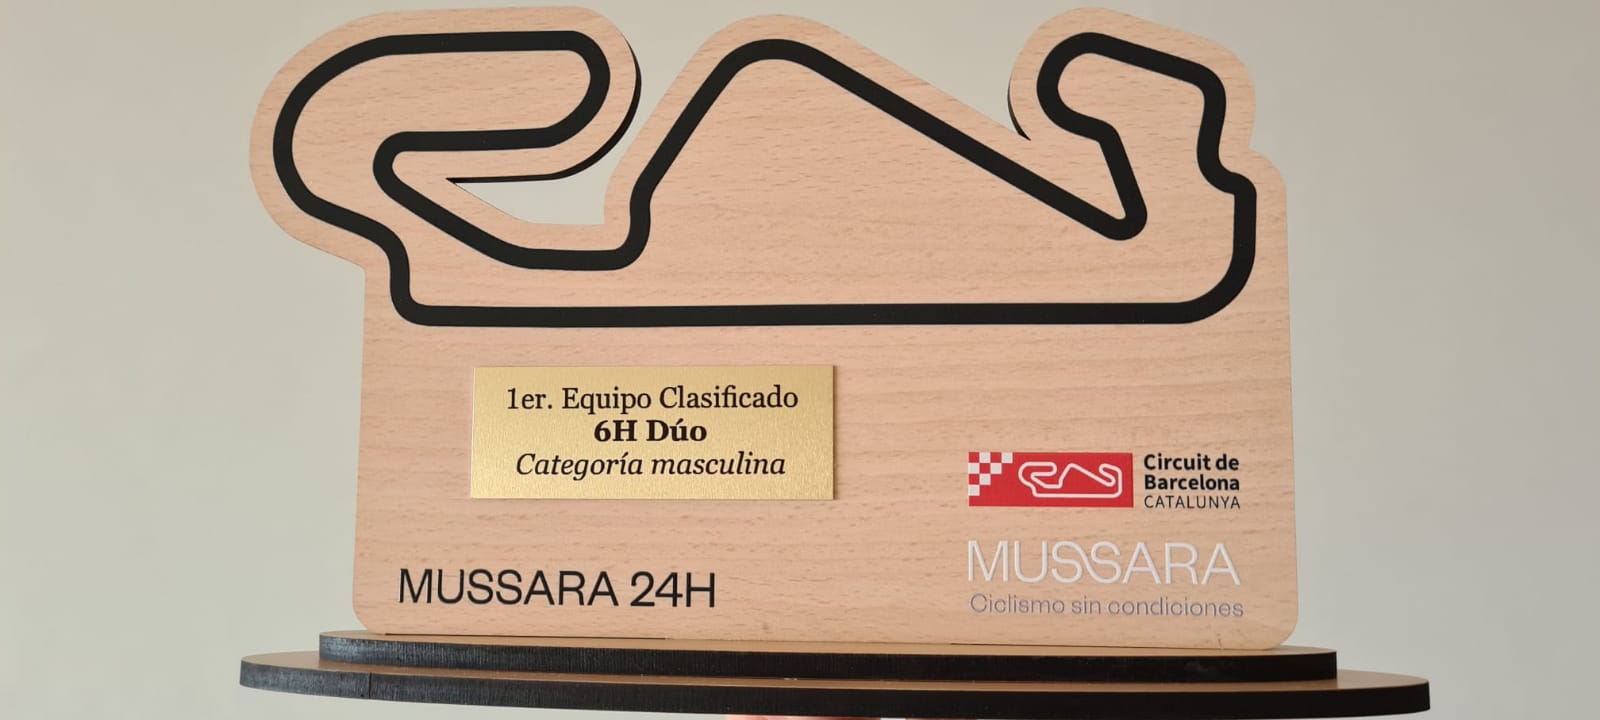 1er. Equipo Clasificado
6H Dúo
Categoría masculina
Circuit de
Barcelona
CATALUNYA
MUSSARA 24H
MUSSARA
Ciclismo sin condiciones